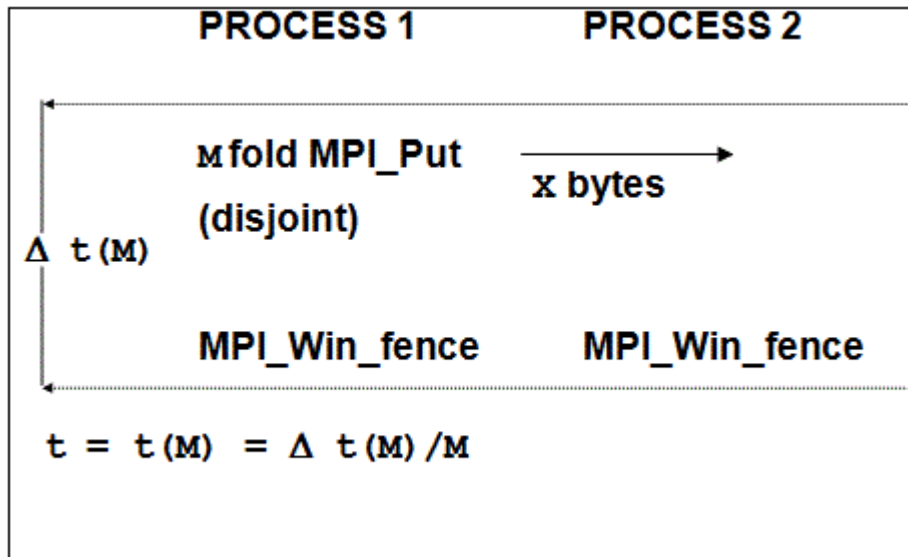 PROCESS 1 PROCESS 2
M fold MPI_Put
x bytes
(disjoint)
Δ t(M)
MPI_Win_fence MPI_Win_fence
t = t(M) = Δ t(M)/M